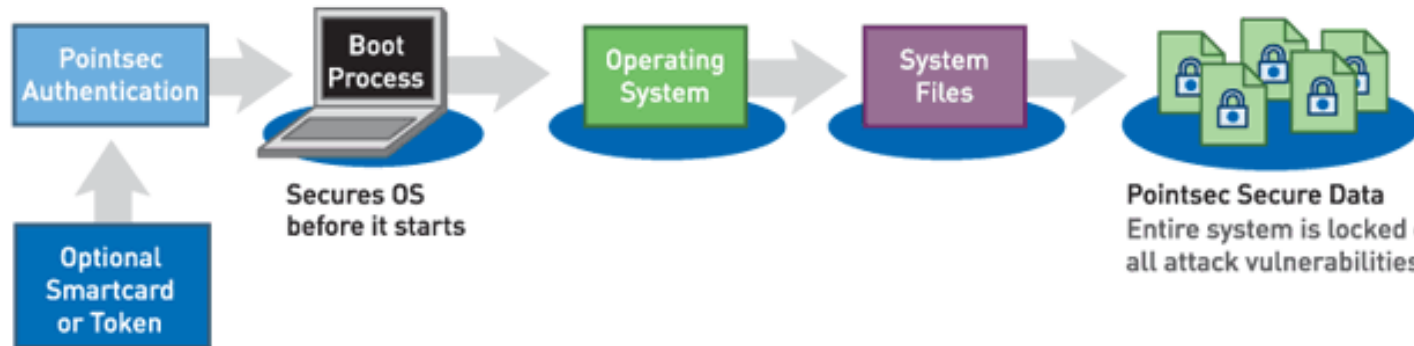 Pointsec
Authentication
Boot
Process
Operating
System
System
Files
Secures OS
before it starts
Pointsec Secure Data
Entire system is locked
all attack vulnerabilities
Optional
Smartcard
or Token